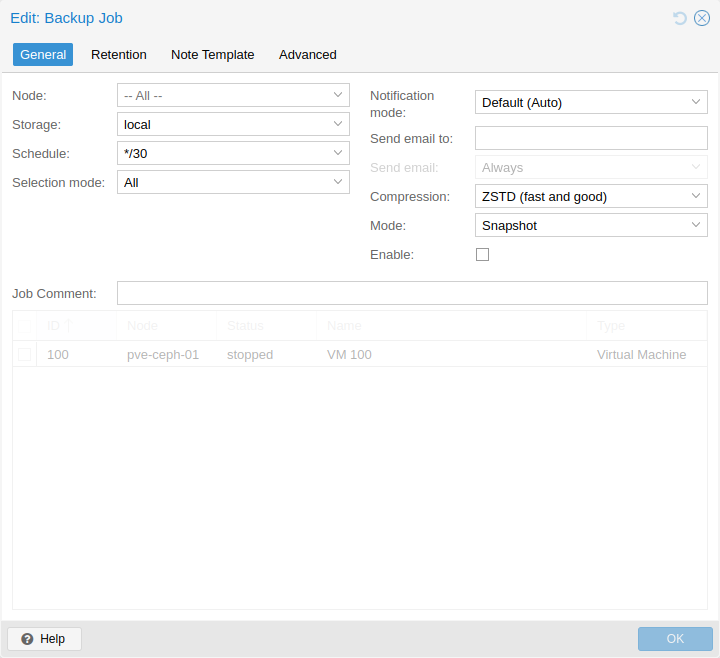 Edit: Backup Job
General Retention Note Template Advanced
Node: -- All --
Storage: local
Schedule: */30
Selection mode: All
Notification
mode: Default (Auto)
Send email to:
Send email: Always
Compression: ZSTD (fast and good)
Mode: Snapshot
Enable:
Job Comment:
ID Node Status Name Type
100 pve-ceph-01 stopped VM 100 Virtual Machine
Help OK